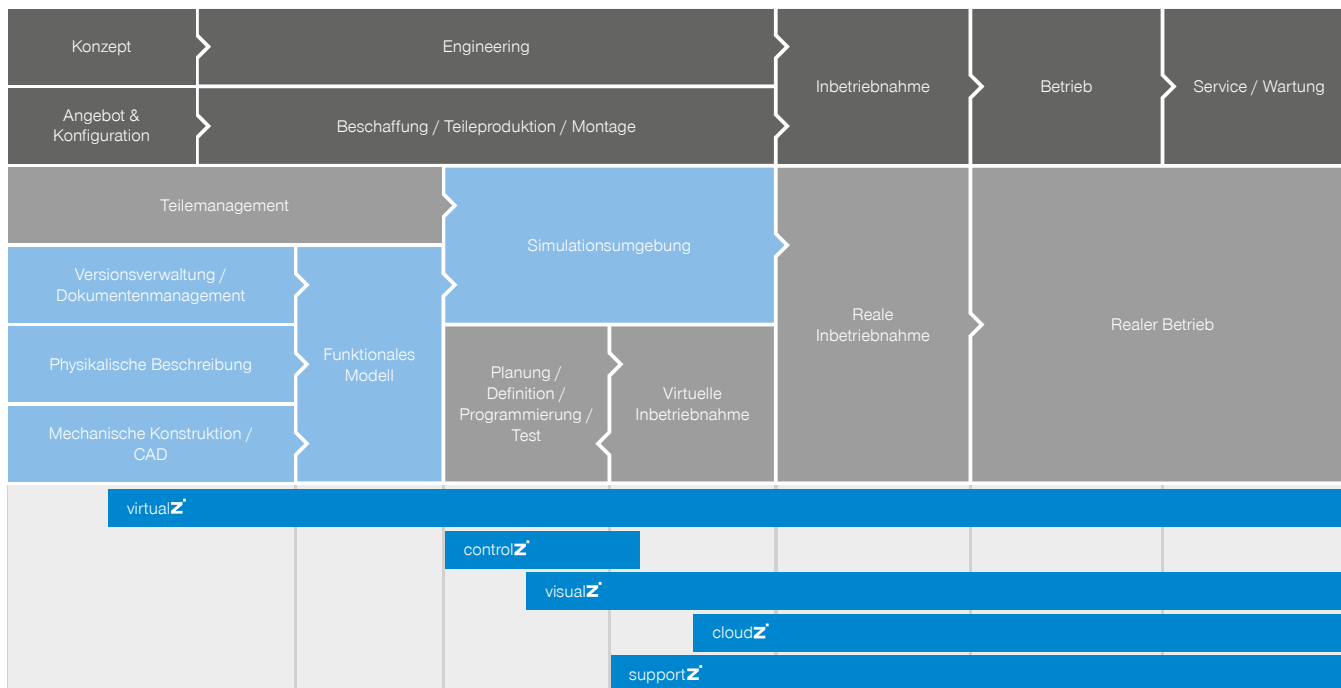 Konzept
Engineering
Angebot &
Konfiguration
Beschaffung / Teileproduktion / Montage
Inbetriebnahme
Betrieb
Service / Wartung
Teilemanagement
Simulationsumgebung
Versionsverwaltung /
Dokumentenmanagement
Physikalische Beschreibung
Mechanische Konstruktion /
CAD
Funktionales
Modell
Planung /
Definition /
Programmierung /
Test
Virtuelle
Inbetriebnahme
Reale
Inbetriebnahme
Realer Betrieb
virtualz
controlz
visualz
cloudz
supportz